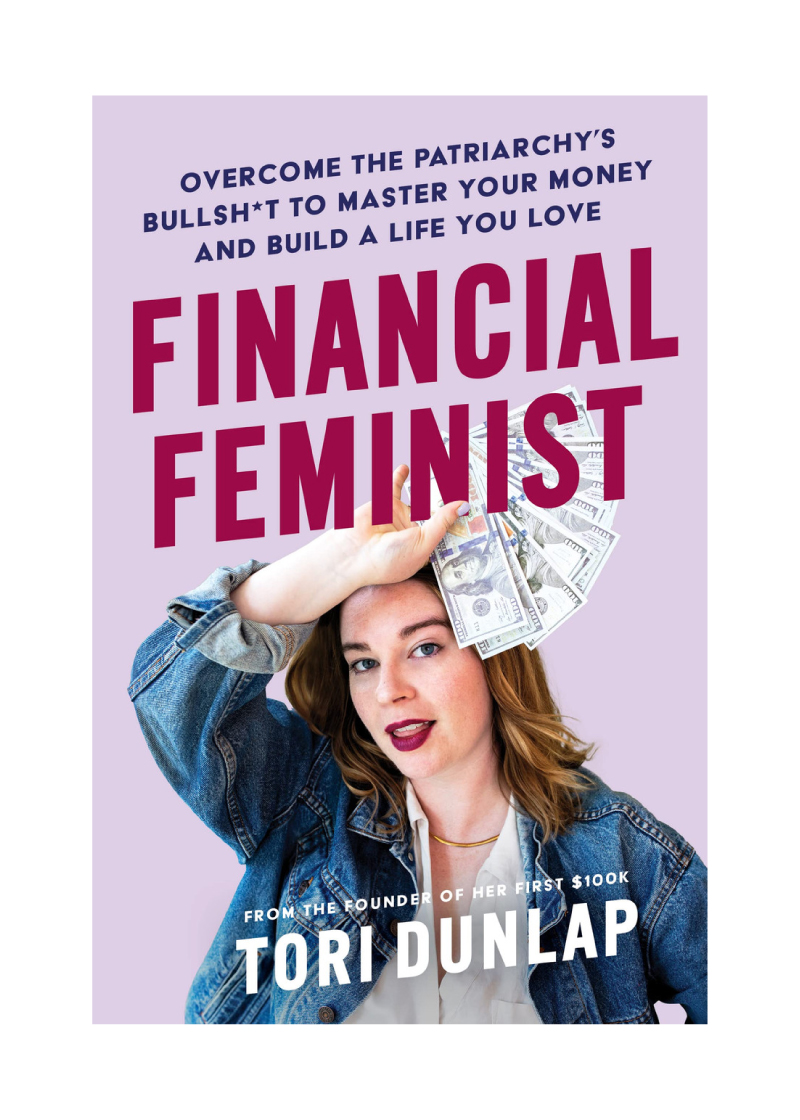 OVERCOME THE PATRIARCHY'S
BULLSH*T TO MASTER YOUR MONEY
AND BUILD A LIFE YOU LOVE
FINANCIAL
FEMINIST
FROM THE FOUNDER OF HER FIRST $100K
TORI DUNLAP